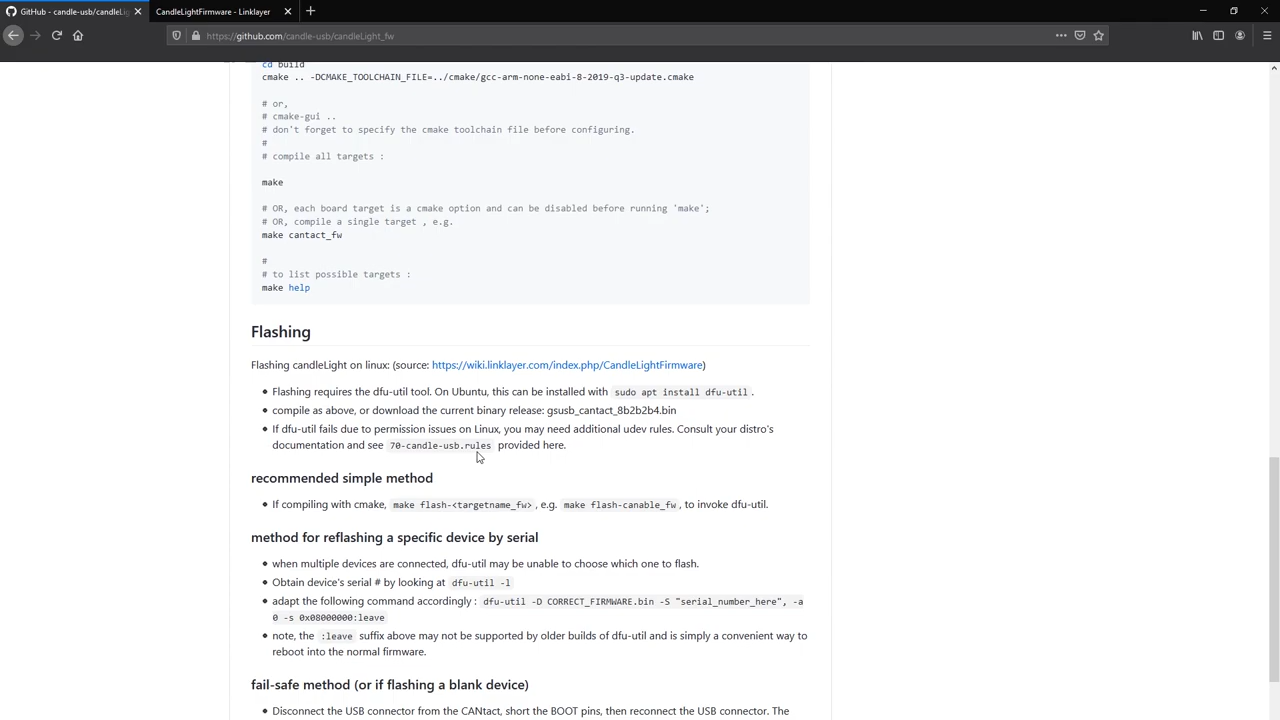 GitHub - candle-usb/candleLig
CandleLightFirmware - Linklayer
https://github.com/candle-usb/candleLight_fw
cd build
cmake .. -DCMAKE_TOOLCHAIN_FILE=../cmake/gcc-arm-none-eabi-8-2019-q3-update.cmake
# or,
# cmake-gui ..
# don't forget to specify the cmake toolchain file before configuring.
#
# compile all targets :
make
# OR, each board target is a cmake option and can be disabled before running 'make';
# OR, compile a single target , e.g.
make cantact_fw
#
# to list possible targets :
make help
Flashing
Flashing candleLight on linux: (source: https://wiki.linklayer.com/index.php/CandleLightFirmware)
• Flashing requires the dfu-util tool. On Ubuntu, this can be installed with sudo apt install dfu-util .
• compile as above, or download the current binary release: gsusb_cantact_8b2b2b4.bin
• If dfu-util fails due to permission issues on Linux, you may need additional udev rules. Consult your distro's
documentation and see 70-candle-usb.rules provided here.
recommended simple method
• If compiling with cmake, make flash-<targetname_fw> , e.g. make flash-canable_fw , to invoke dfu-util.
method for reflashing a specific device by serial
• when multiple devices are connected, dfu-util may be unable to choose which one to flash.
• Obtain device's serial # by looking at dfu-util -l
• adapt the following command accordingly : dfu-util -D CORRECT_FIRMWARE.bin -S "serial_number_here", -a
0 -s 0x08000000:leave
• note, the :leave suffix above may not be supported by older builds of dfu-util and is simply a convenient way to
reboot into the normal firmware.
fail-safe method (or if flashing a blank device)
• Disconnect the USB connector from the CANtact, short the BOOT pins, then reconnect the USB connector. The